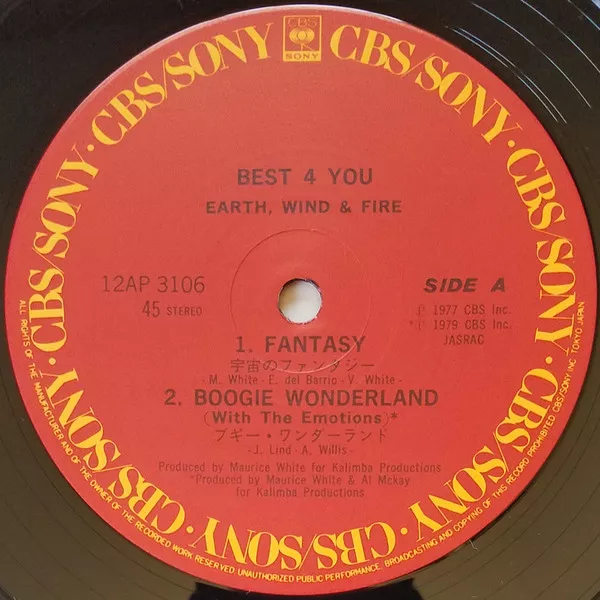 CBS
SONY
CBS/SONY · CBS/SONY · CBS/SONY · CBS/SONY · CBS/SONY · CBS/SONY · CBS/SONY · CBS/SONY
BEST 4 YOU
EARTH, WIND & FIRE
12AP 3106
45 STEREO
SIDE A
Ⓟ 1977 CBS Inc.
*Ⓟ 1979 CBS Inc.
JASRAC
1. FANTASY
宇宙のファンタジー
- M. White - E. del Barrio - V. White -
2. BOOGIE WONDERLAND
(With The Emotions)*
ブギー・ワンダーランド
- J. Lind - A. Willis -
Produced by Maurice White for Kalimba Productions
*Produced by Maurice White & Al Mckay
for Kalimba Productions
ALL RIGHTS OF THE MANUFACTURER AND OF THE OWNER OF THE RECORDED WORK RESERVED. UNAUTHORIZED PUBLIC PERFORMANCE, BROADCASTING AND COPYING OF THIS RECORD PROHIBITED CBS/SONY INC. TOKYO JAPAN